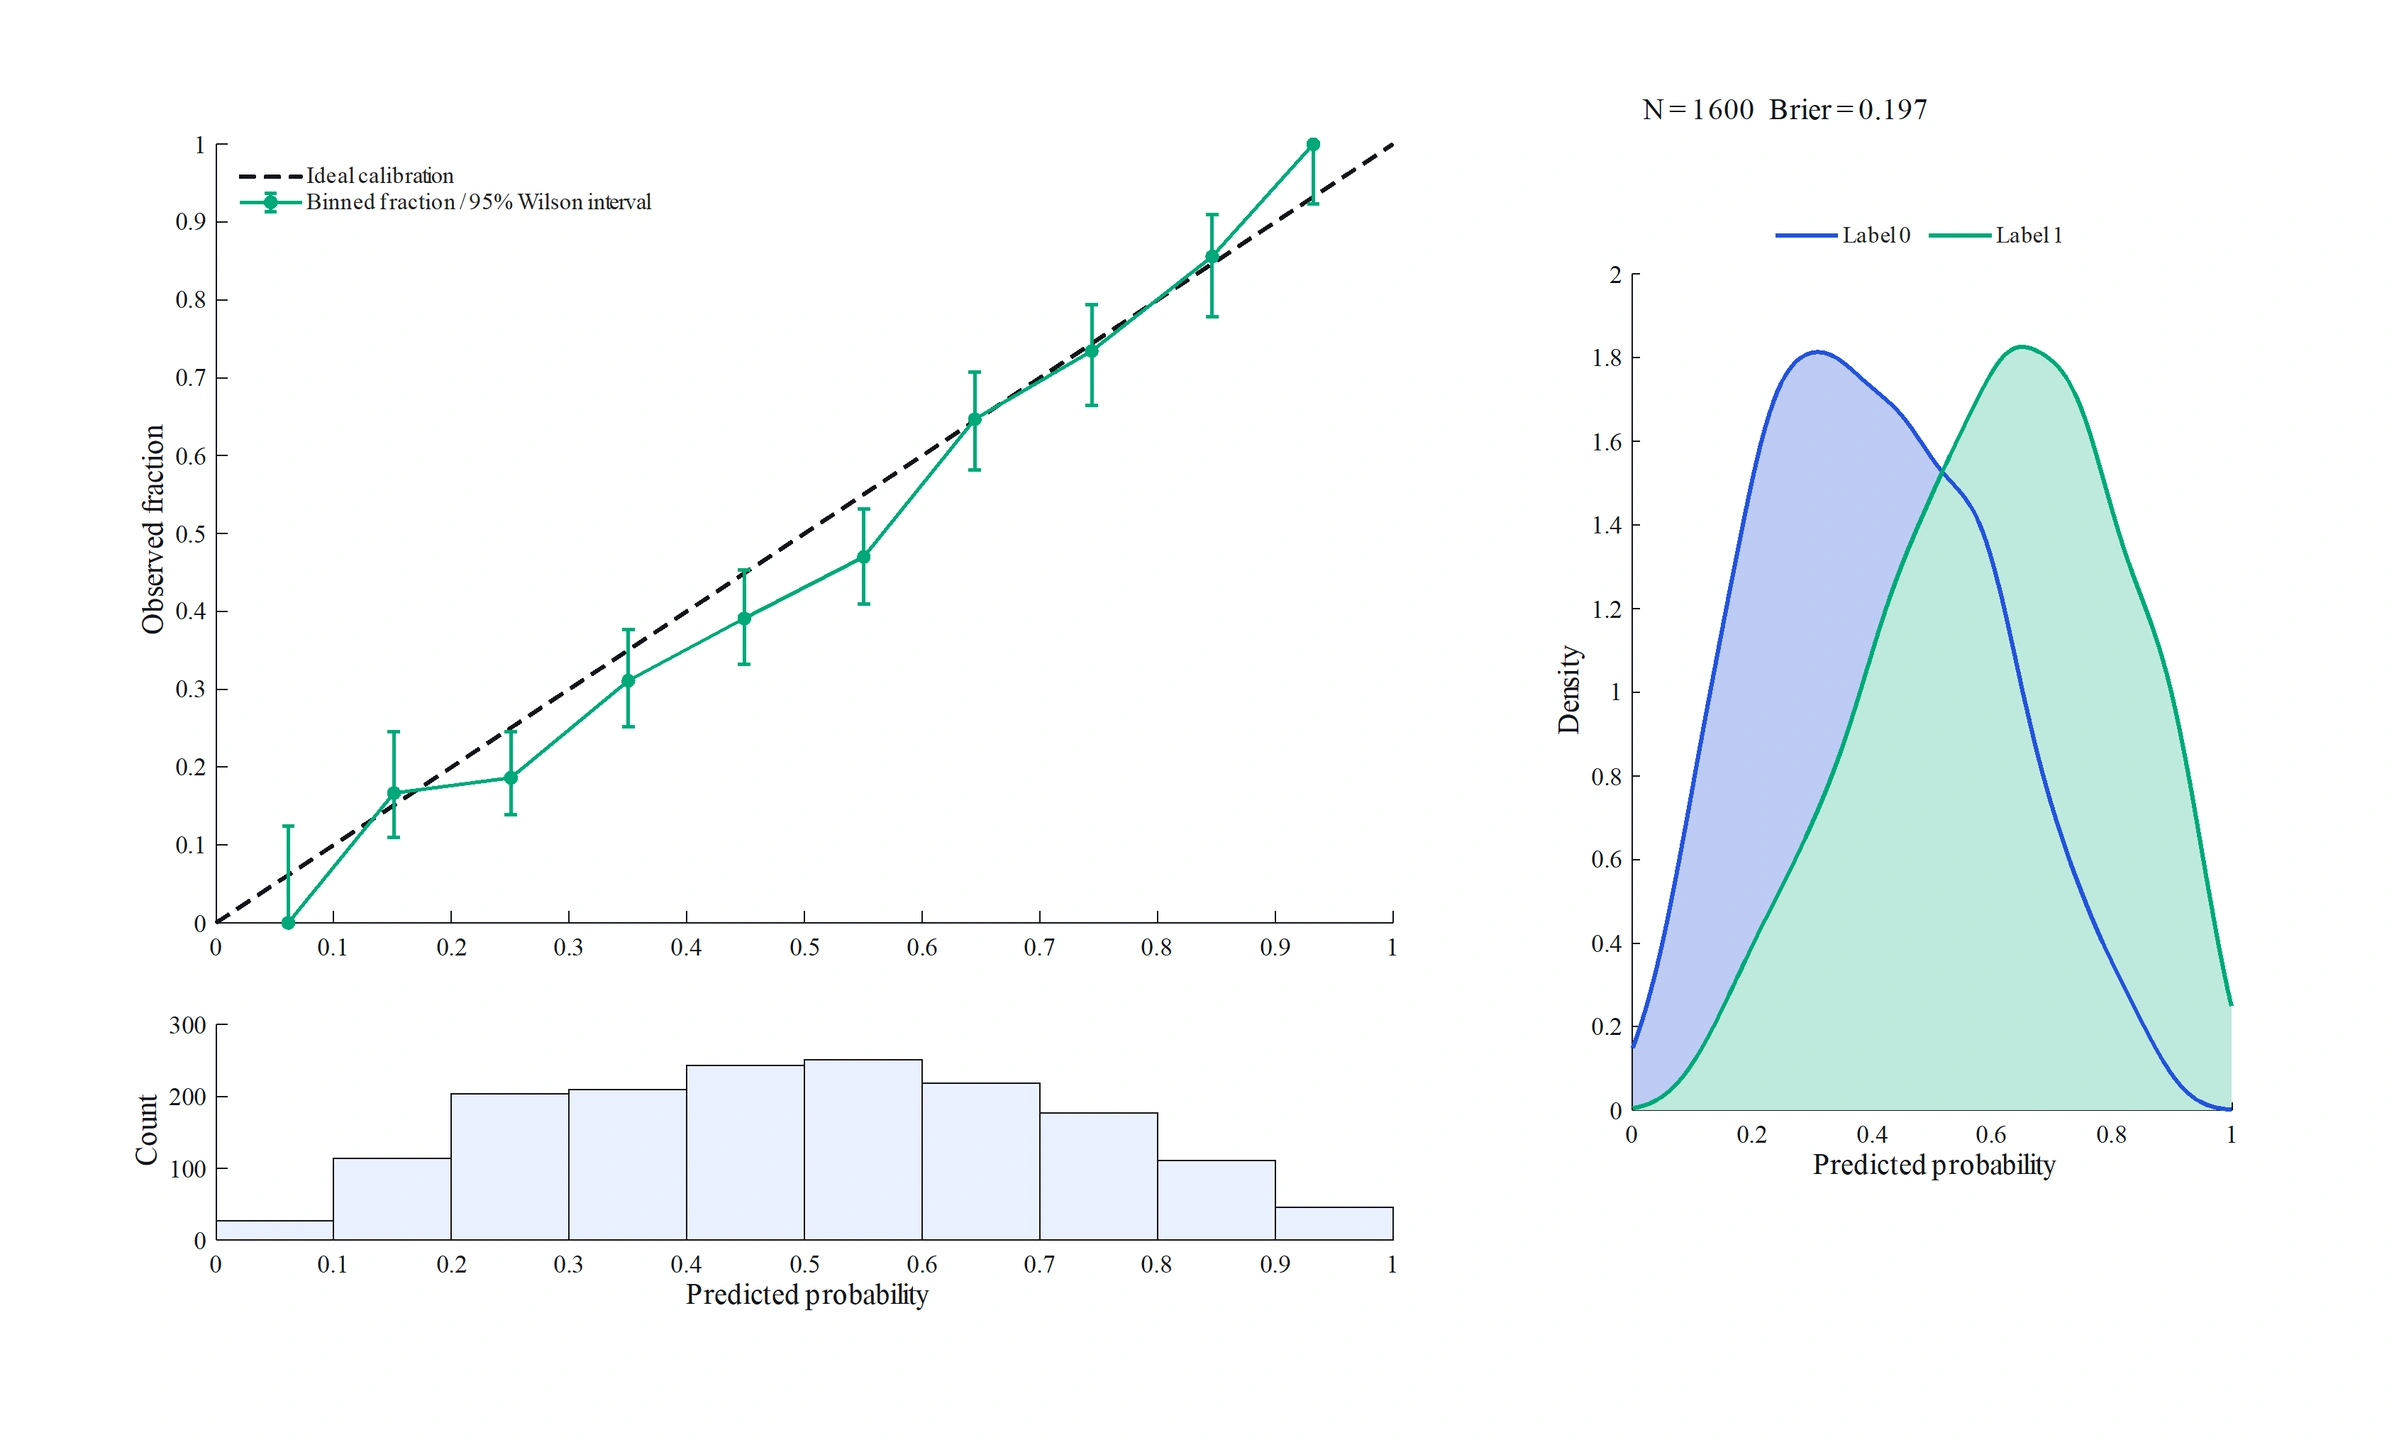 N=1600 Brier=0.197
1
0.9
0.8
0.7
0.6
0.5
0.4
0.3
0.2
0.1
0
Observed fraction
Ideal calibration
Binned fraction / 95% Wilson interval
0 0.1 0.2 0.3 0.4 0.5 0.6 0.7 0.8 0.9 1
300
200
100
0
Count
0 0.1 0.2 0.3 0.4 0.5 0.6 0.7 0.8 0.9 1
Predicted probability
Label 0 Label 1
2
1.8
1.6
1.4
1.2
1
0.8
0.6
0.4
0.2
0
Density
0 0.2 0.4 0.6 0.8 1
Predicted probability